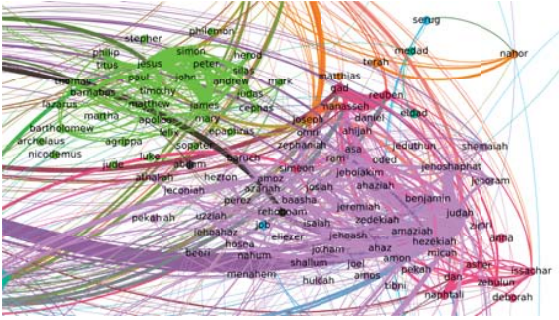 serug
philemon
stepher
medad
nahor
philip
simon
herod
titus
jesus
peter
terah
silas
thomas
paul
john
andrew
mark
matthias
barnabas
timothy
judas
gad
reuben
lazarus
matthew
james
cephas
manasseh
martha
apollos
mary
joseph
daniel
eldad
bartholomew
felix
epaphras
omri
ahijah
archelaus
agrippa
sopater
zephaniah
asa
jeduthun
shemaiah
nicodemus
luke
baruch
oded
jude
simeon
jehoiakim
jehoshaphat
athaliah
hezron
amoz
jeconiah
azariah
josiah
ahaziah
jehoram
perez
baasha
benjamin
rehoboam
jeremiah
pekahiah
uzziah
isaiah
zedekiah
judah
job
zichri
jehoahaz
eliezer
jehoash
amaziah
anna
hosea
hezekiah
beeri
nahum
jotham
ahaz
micah
shallum
joel
amon
asher
menahem
pekah
issachar
huldah
amos
dan
zebulun
tibni
naphtali
deborah